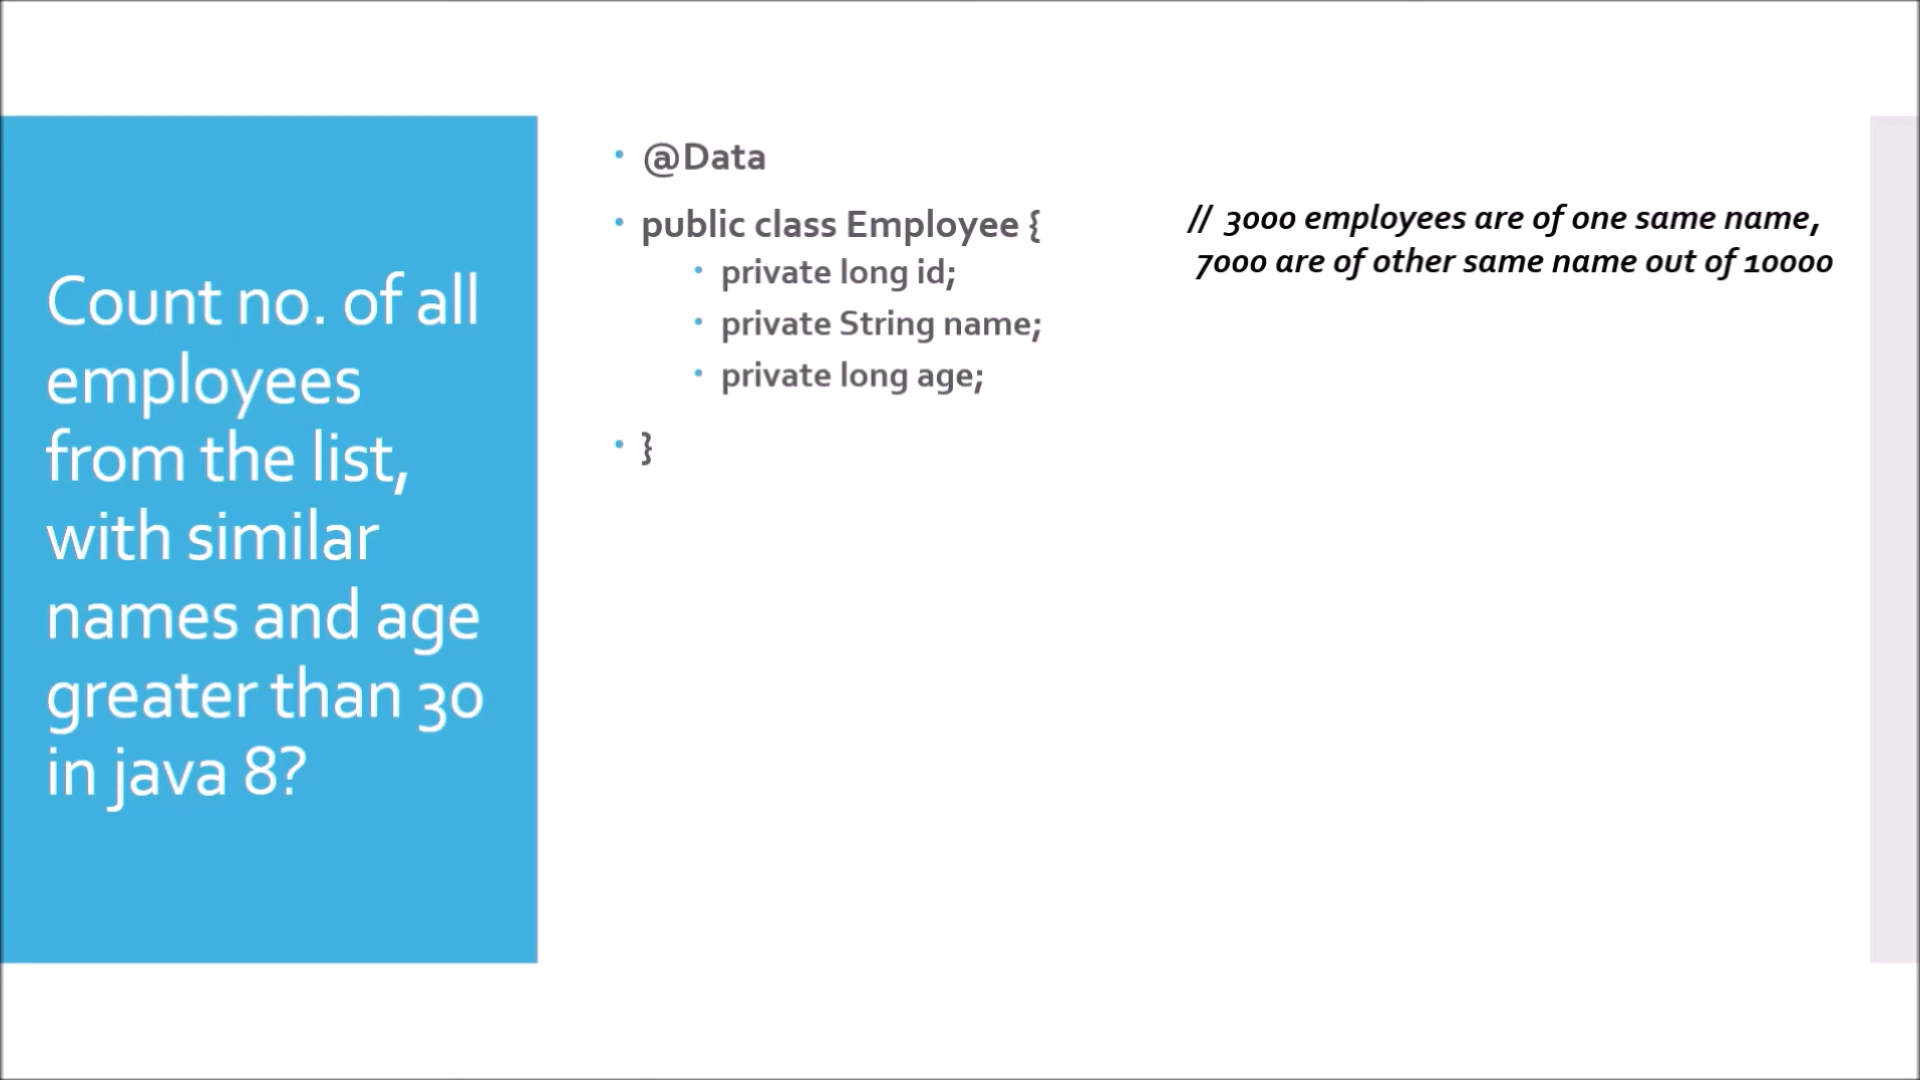 Count no. of all
employees
from the list,
with similar
names and age
greater than 30
in java 8?
• @Data
• public class Employee {
• private long id;
• private String name;
• private long age;
• }
// 3000 employees are of one same name,
7000 are of other same name out of 10000